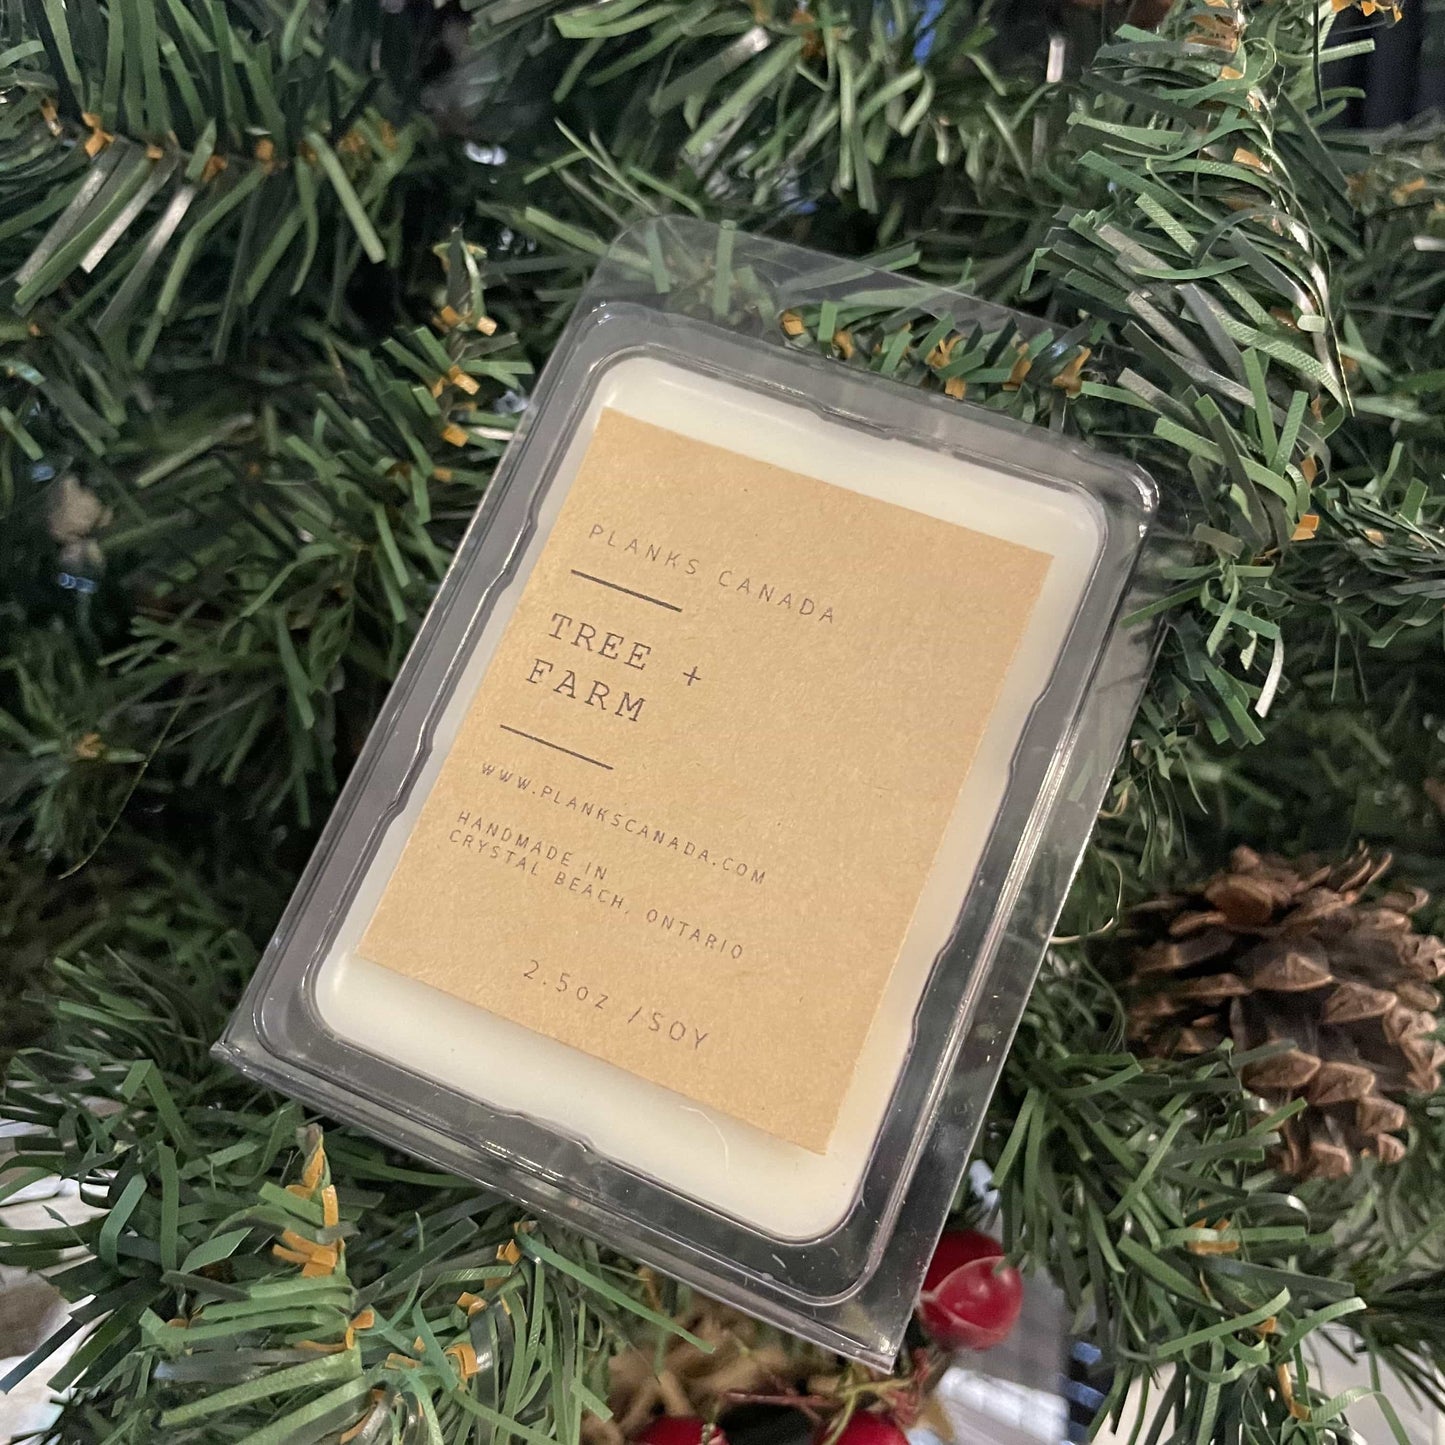 PLANKS CANADA
TREE +
FARM
WWW.PLANKSCANADA.COM
HANDMADE IN
CRYSTAL BEACH, ONTARIO
2.5oz /SOY